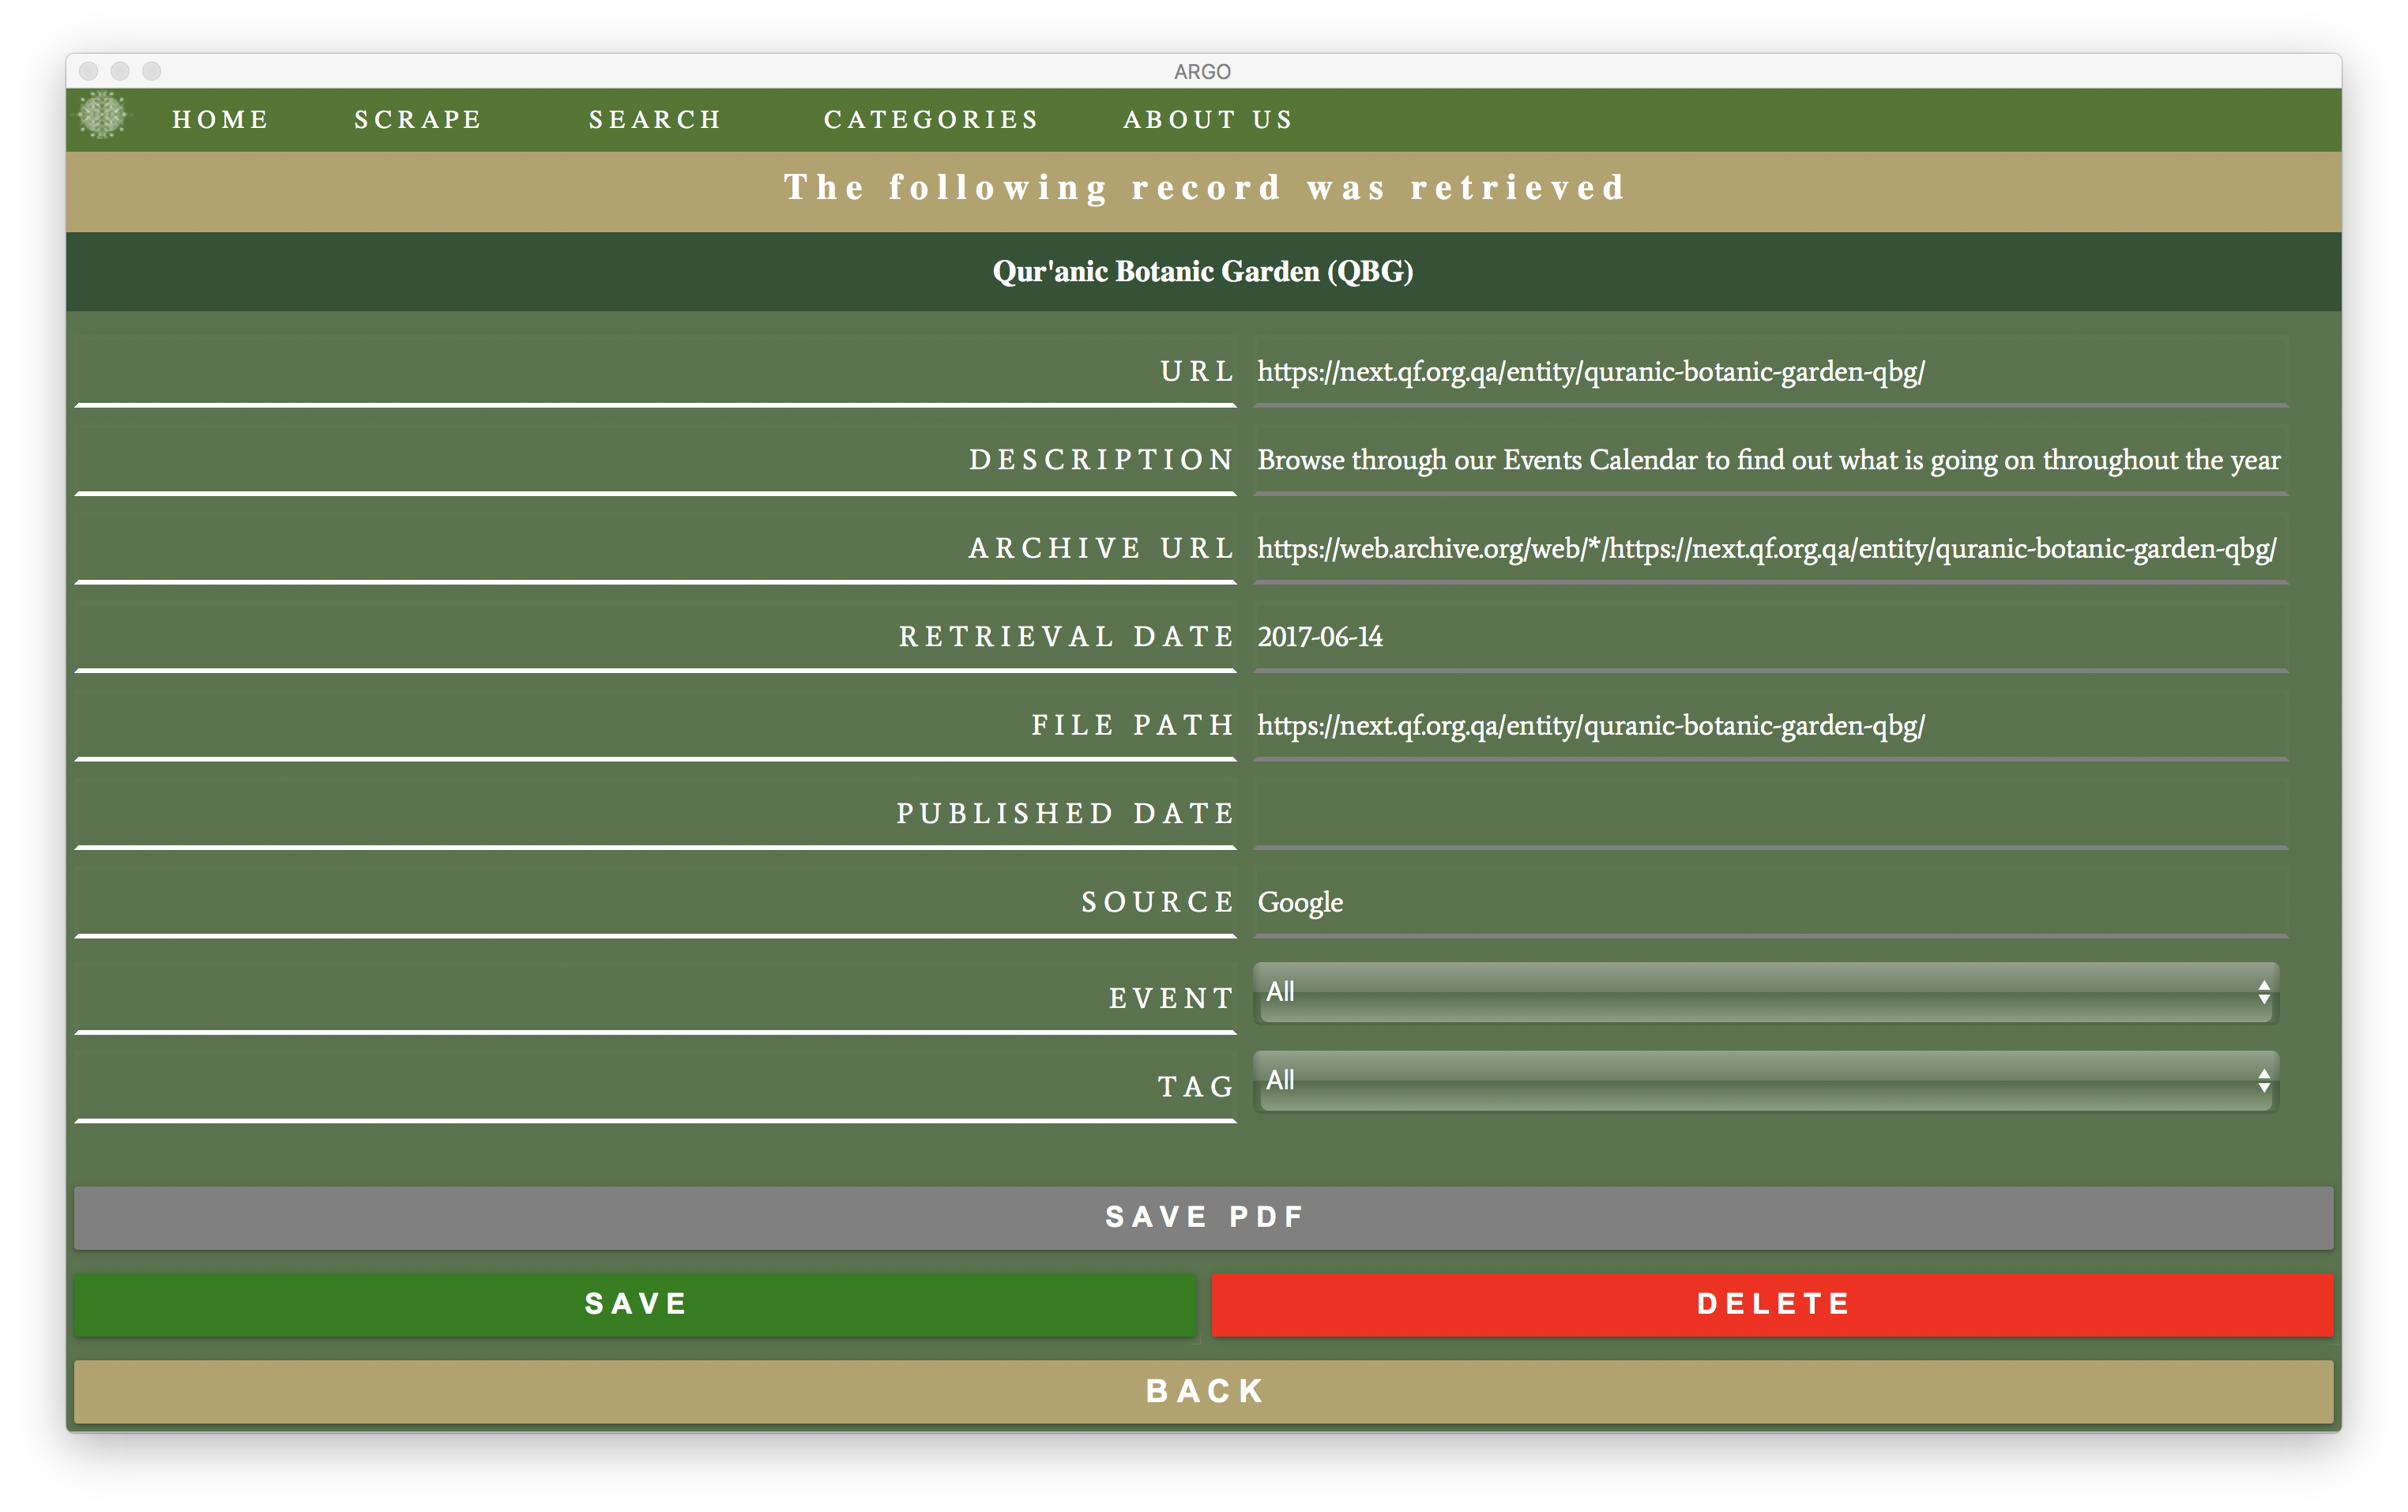 ARGO
HOME SCRAPE SEARCH CATEGORIES ABOUT US
The following record was retrieved
Qur'anic Botanic Garden (QBG)
URL https://next.qf.org.qa/entity/quranic-botanic-garden-qbg/
DESCRIPTION Browse through our Events Calendar to find out what is going on throughout the year
ARCHIVE URL https://web.archive.org/web/*/https://next.qf.org.qa/entity/quranic-botanic-garden-qbg/
RETRIEVAL DATE 2017-06-14
FILE PATH https://next.qf.org.qa/entity/quranic-botanic-garden-qbg/
PUBLISHED DATE
SOURCE Google
EVENT All
TAG All
SAVE PDF
SAVE DELETE
BACK